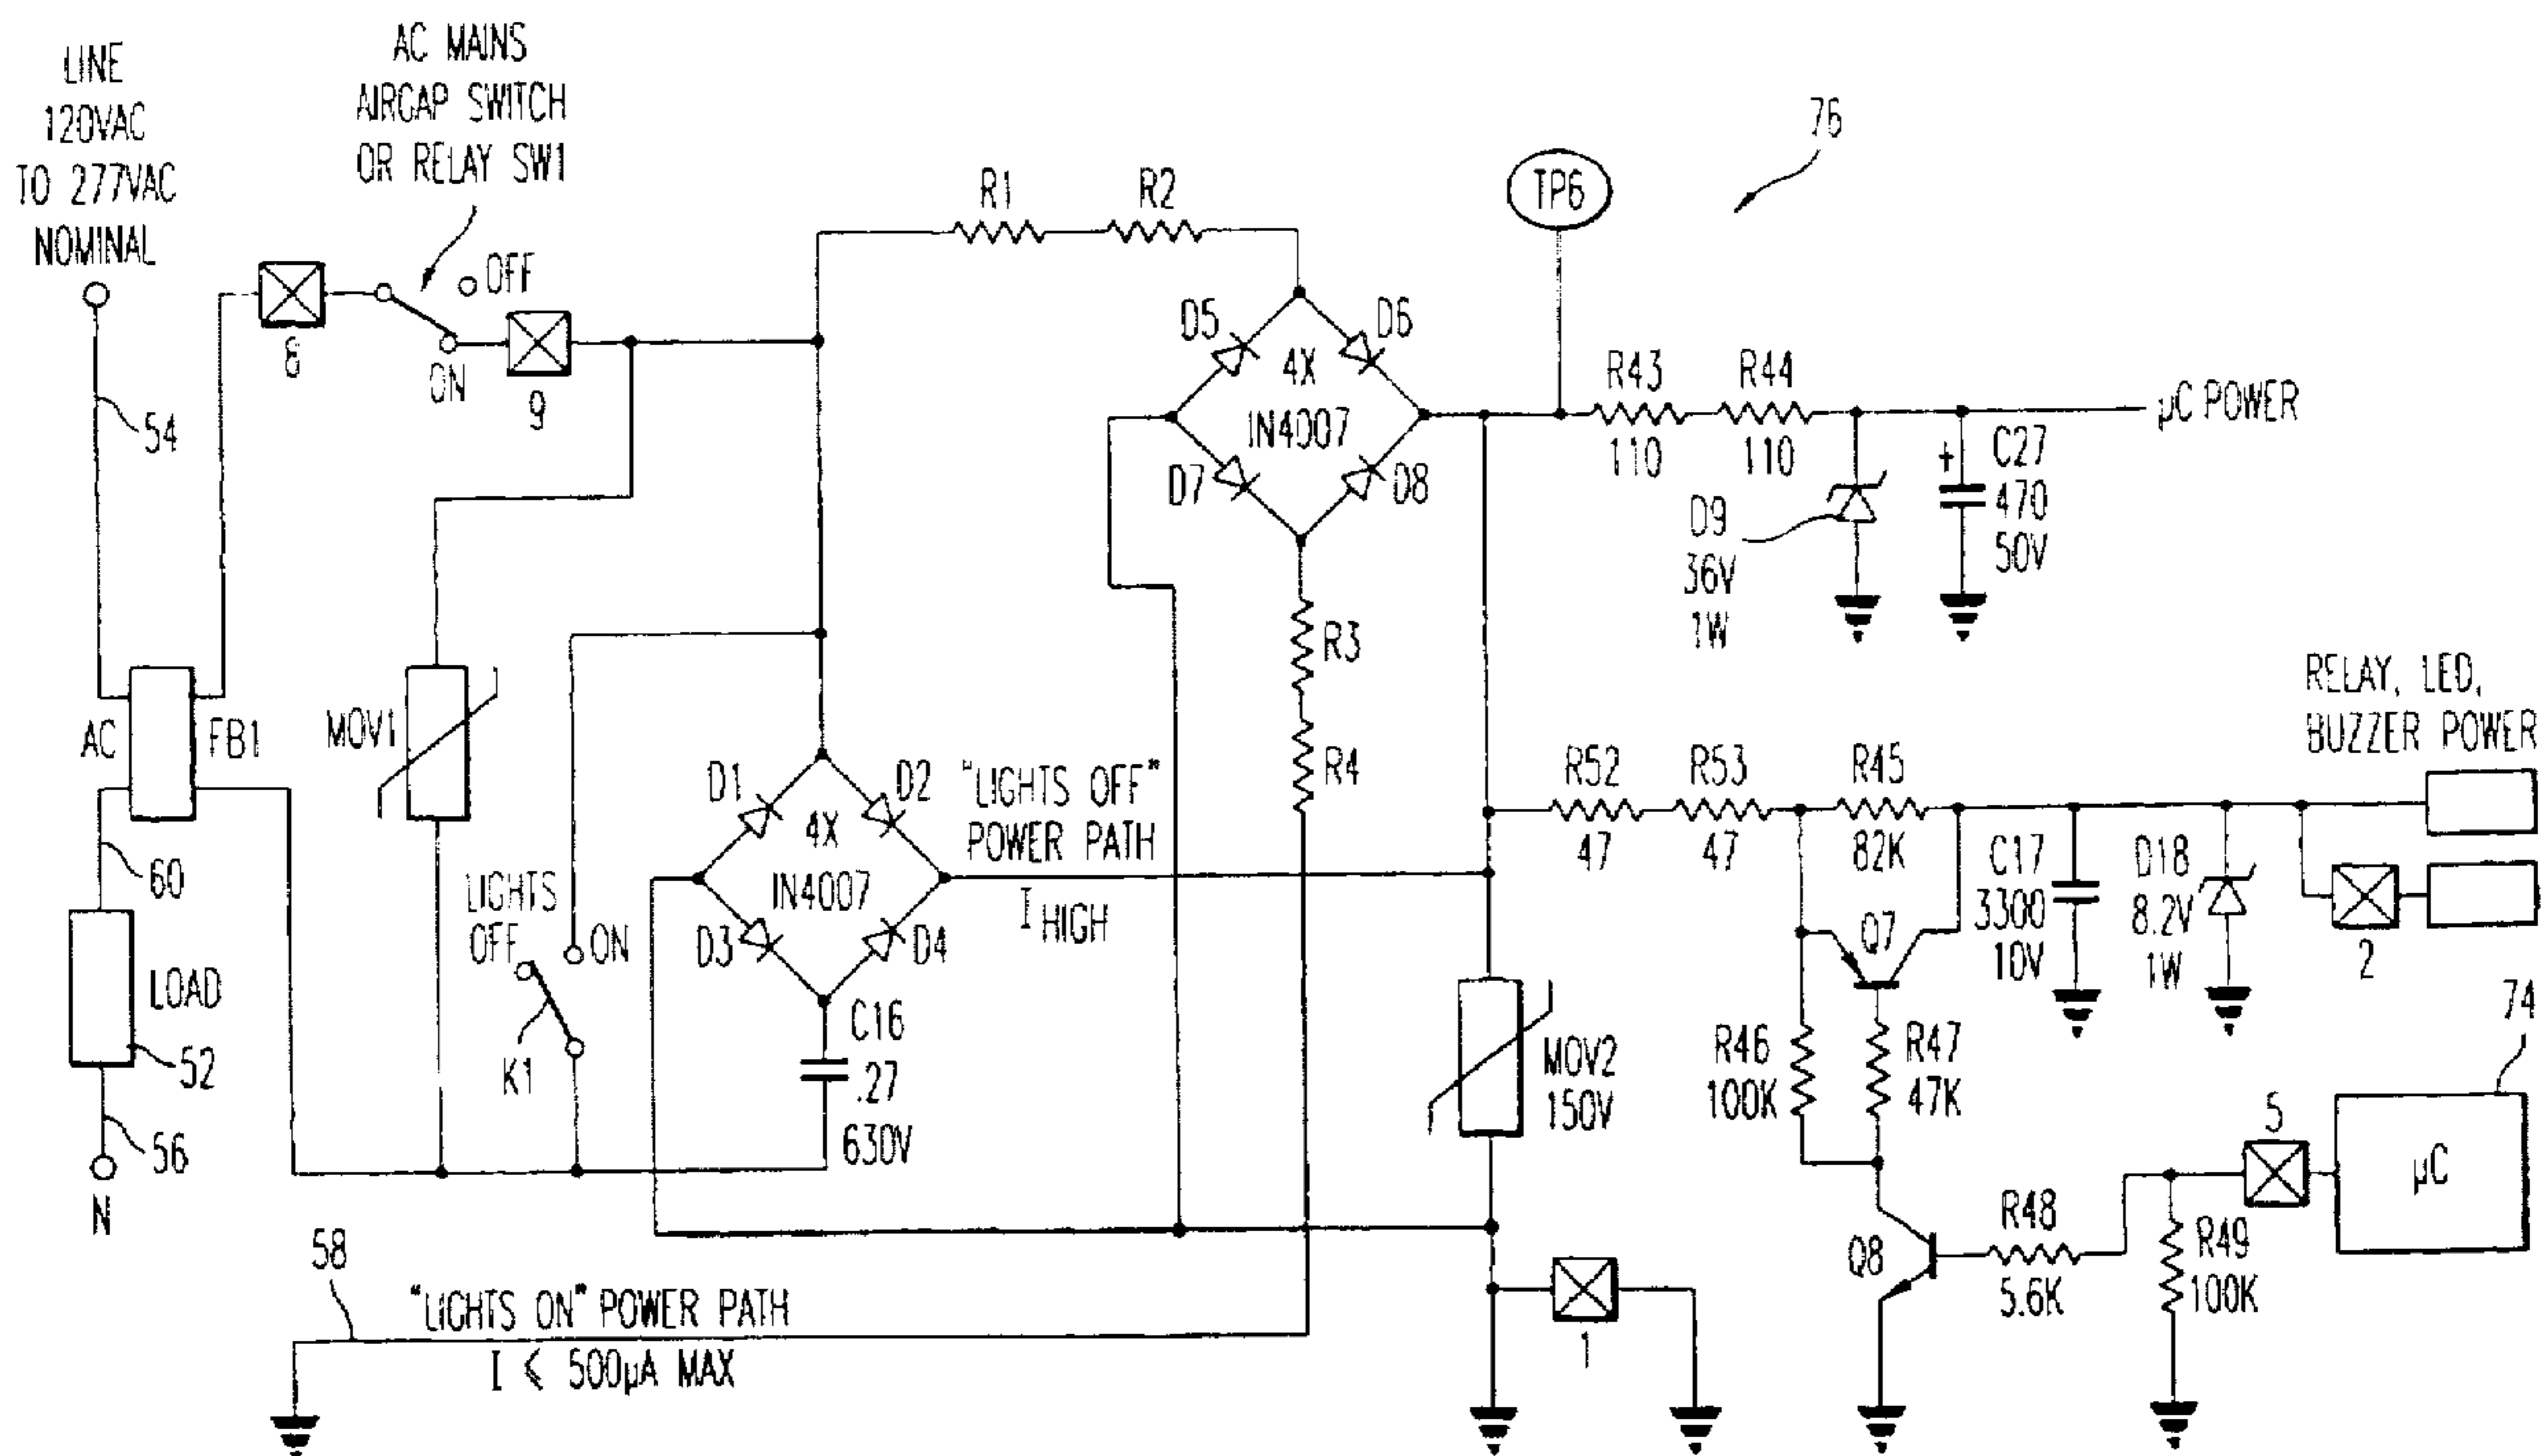 LINE
120VAC
TO 277VAC
NOMINAL
AC MAINS
AIRGAP SWITCH
OR RELAY SW1
OFF
ON
8
9
54
R1
R2
TP6
76
D5
D6
4X
IN4007
D7
D8
R43
110
R44
110
µC POWER
D9
36V
1W
+
C27
470
50V
R3
R4
AC
FB1
MOV1
60
LOAD
52
56
N
LIGHTS
OFF
ON
K1
D1
D2
4X
IN4007
D3
D4
C16
.27
630V
"LIGHTS OFF"
POWER PATH
I HIGH
R52
47
R53
47
R45
82K
RELAY, LED,
BUZZER POWER
C17
3300
10V
D18
8.2V
1W
2
Q7
R46
100K
R47
47K
MOV2
150V
74
5
µC
R48
5.6K
R49
100K
Q8
1
58
"LIGHTS ON" POWER PATH
I ⩽ 500µA MAX